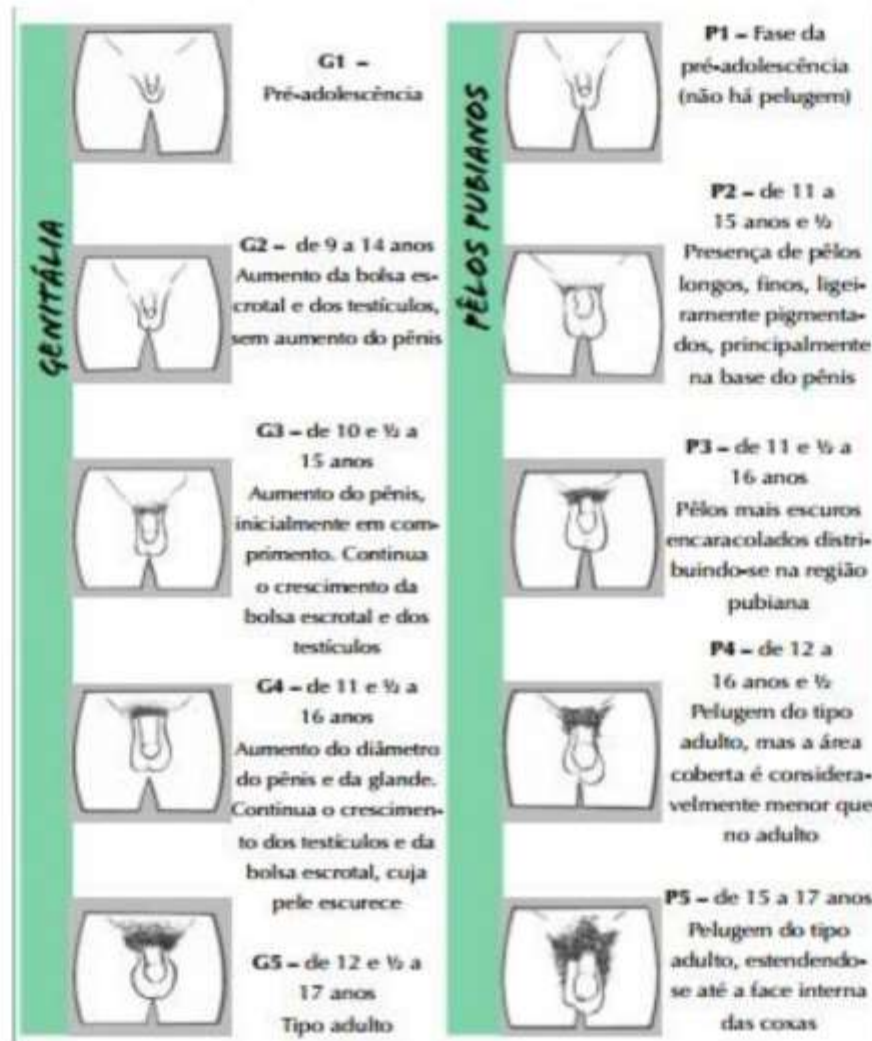 GENITÁLIA
G1 –
Pré-adolescência
G2 – de 9 a 14 anos
Aumento da bolsa es-
crotal e dos testículos,
sem aumento do pênis
G3 – de 10 e ½ a
15 anos
Aumento do pênis,
inicialmente em com-
primento. Continua
o crescimento da
bolsa escrotal e dos
testículos
G4 – de 11 e ½ a
16 anos
Aumento do diâmetro
do pênis e da glande.
Continua o crescimen-
to dos testículos e da
bolsa escrotal, cuja
pele escurece
G5 – de 12 e ½ a
17 anos
Tipo adulto
PÊLOS PUBIANOS
P1 – Fase da
pré-adolescência
(não há pelugem)
P2 – de 11 a
15 anos e ½
Presença de pêlos
longos, finos, ligei-
ramente pigmenta-
dos, principalmente
na base do pênis
P3 – de 11 e ½ a
16 anos
Pêlos mais escuros
encaracolados distri-
buindo-se na região
pubiana
P4 – de 12 a
16 anos e ½
Pelugem do tipo
adulto, mas a área
coberta é considera-
velmente menor que
no adulto
P5 – de 15 a 17 anos
Pelugem do tipo
adulto, estendendo-
se até a face interna
das coxas